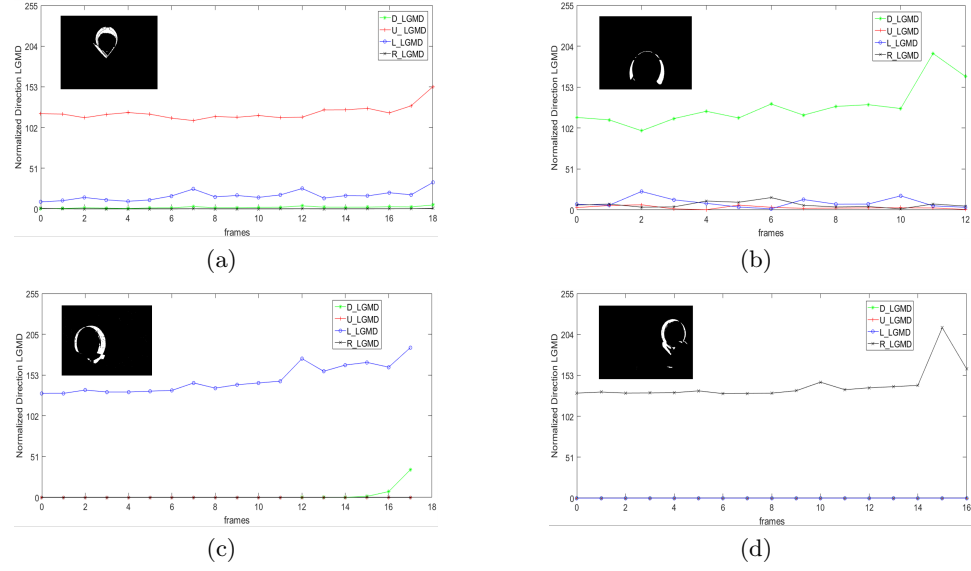 255
204
153
102
51
0
0 2 4 6 8 10 12 14 16 18
Normalized Direction LGMD
frames
D_LGMD
U_ LGMD
L_LGMD
R_LGMD
(a)
255
204
153
102
51
0
0 2 4 6 8 10 12
Normalized Direction LGMD
frames
D_LGMD
U_LGMD
L_LGMD
R_LGMD
(b)
255
205
153
102
51
0
0 2 4 6 8 10 12 14 16 18
Normalized Direction LGMD
frames
D_LGMD
U_LGMD
L_LGMD
R_LGMD
(c)
255
205
153
102
51
0
0 2 4 6 8 10 12 14 16
Normalized Direction LGMD
frames
D_LGMD
U_LGMD
L_LGMD
R_LGMD
(d)